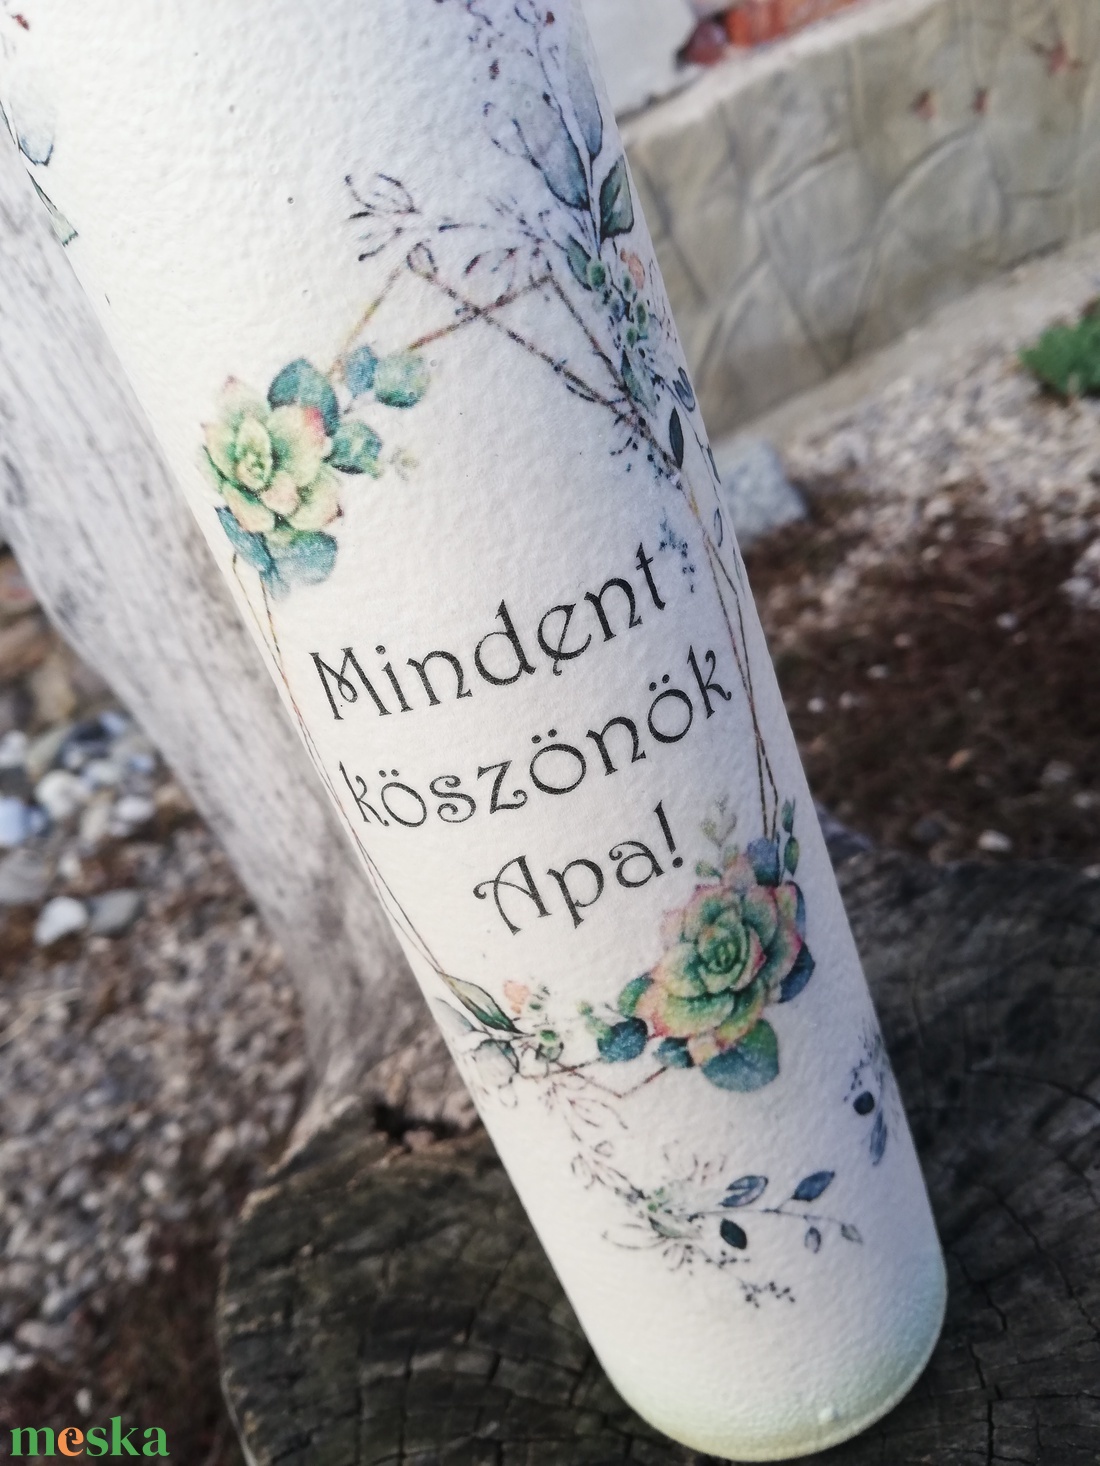 Mindent
köszönök
Apa!
meska